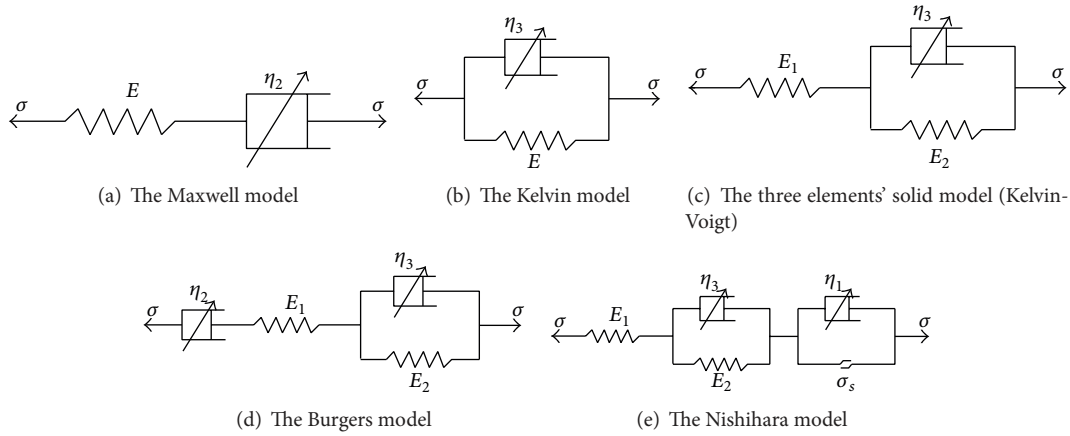 σ E η₂ σ
(a) The Maxwell model
σ η₃ σ
E
(b) The Kelvin model
σ E₁ η₃ σ
E₂
(c) The three elements’ solid model (Kelvin-
Voigt)
σ η₂ E₁ η₃ σ
E₂
(d) The Burgers model
σ E₁ η₃ η₁ σ
E₂ σₛ
(e) The Nishihara model